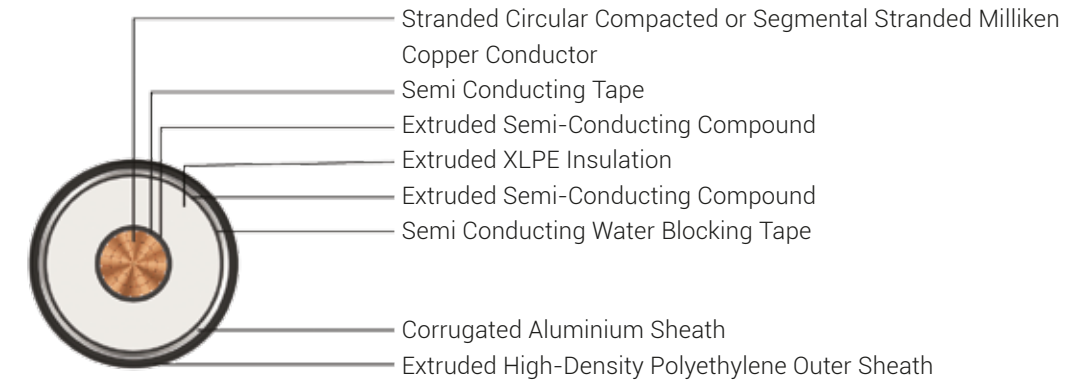 Stranded Circular Compacted or Segmental Stranded Milliken
Copper Conductor
Semi Conducting Tape
Extruded Semi-Conducting Compound
Extruded XLPE Insulation
Extruded Semi-Conducting Compound
Semi Conducting Water Blocking Tape
Corrugated Aluminium Sheath
Extruded High-Density Polyethylene Outer Sheath